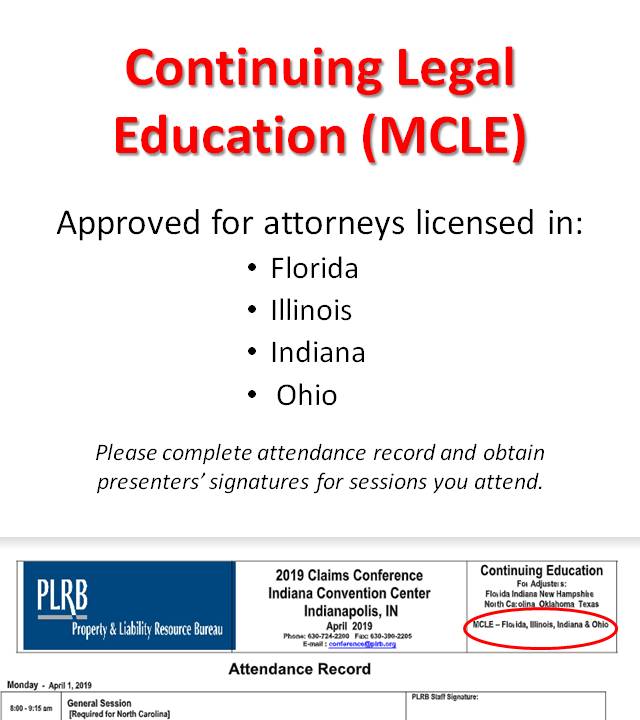 Continuing Legal
Education (MCLE)
Approved for attorneys licensed in:
• Florida
• Illinois
• Indiana
• Ohio
Please complete attendance record and obtain
presenters’ signatures for sessions you attend.
PLRB
Property & Liability Resource Bureau
2019 Claims Conference
Indiana Convention Center
Indianapolis, IN
April 2019
Phone: 630-724-2200 Fax: 630-390-2205
E-mail : conference@plrb.org
Continuing Education
For Adjusters:
Florida Indiana New Hampshire
North Carolina Oklahoma Texas
MCLE – Florida, Illinois, Indiana & Ohio
Attendance Record
Monday - April 1, 2019
8:00 - 9:15 am
General Session
[Required for North Carolina]
PLRB Staff Signature: